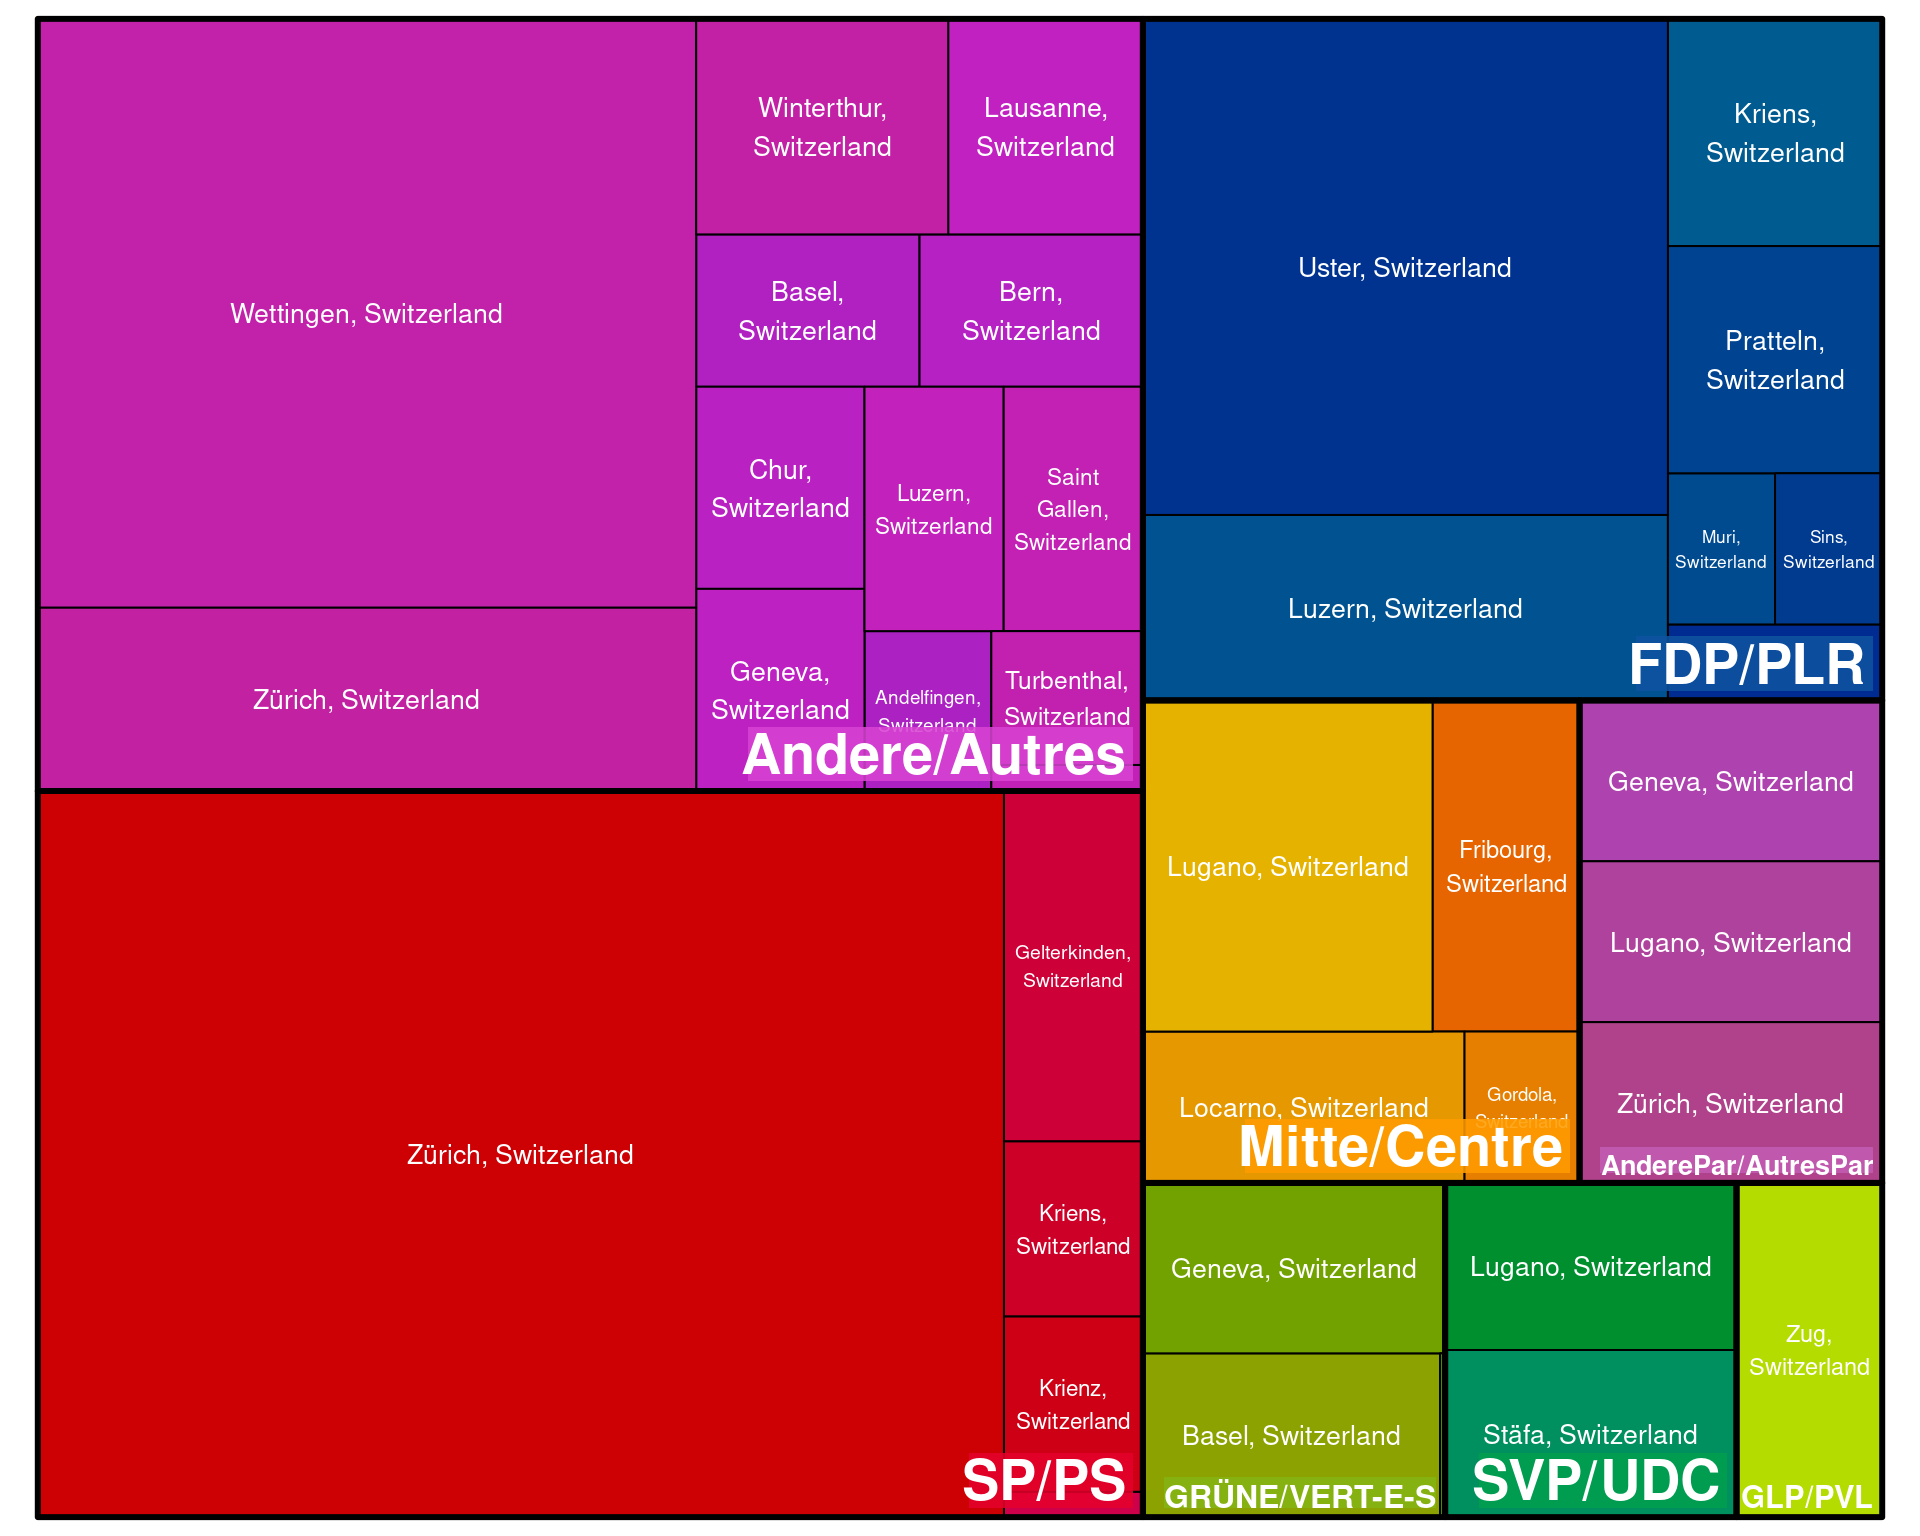 Wettingen, Switzerland
Zürich, Switzerland
Winterthur,
Switzerland
Lausanne,
Switzerland
Basel,
Switzerland
Bern,
Switzerland
Chur,
Switzerland
Luzern,
Switzerland
Saint
Gallen,
Switzerland
Geneva,
Switzerland
Andelfingen,
Switzerland
Turbenthal,
Switzerland
Andere/Autres
Uster, Switzerland
Luzern, Switzerland
Kriens,
Switzerland
Pratteln,
Switzerland
Muri,
Switzerland
Sins,
Switzerland
FDP/PLR
Zürich, Switzerland
Gelterkinden,
Switzerland
Kriens,
Switzerland
Krienz,
Switzerland
SP/PS
Lugano, Switzerland
Fribourg,
Switzerland
Locarno, Switzerland
Gordola,
Switzerland
Mitte/Centre
Geneva, Switzerland
Lugano, Switzerland
Zürich, Switzerland
AnderePar/AutresPar
Geneva, Switzerland
Basel, Switzerland
GRÜNE/VERT-E-S
Lugano, Switzerland
Stäfa, Switzerland
SVP/UDC
Zug,
Switzerland
GLP/PVL